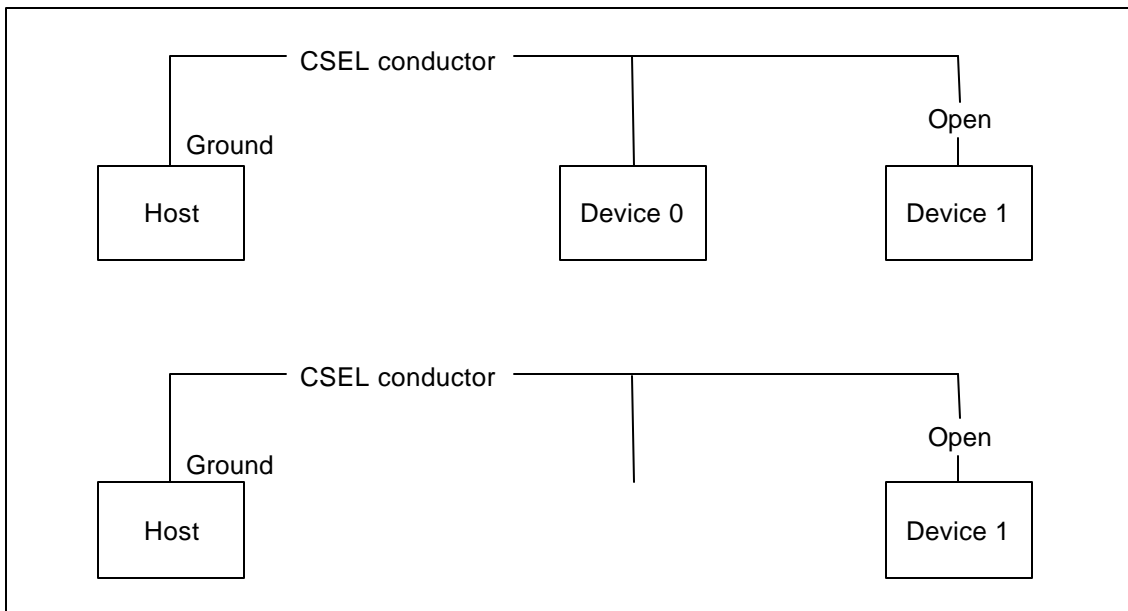 CSEL conductor
Open
Ground
Host
Device 0
Device 1
CSEL conductor
Open
Ground
Host
Device 1